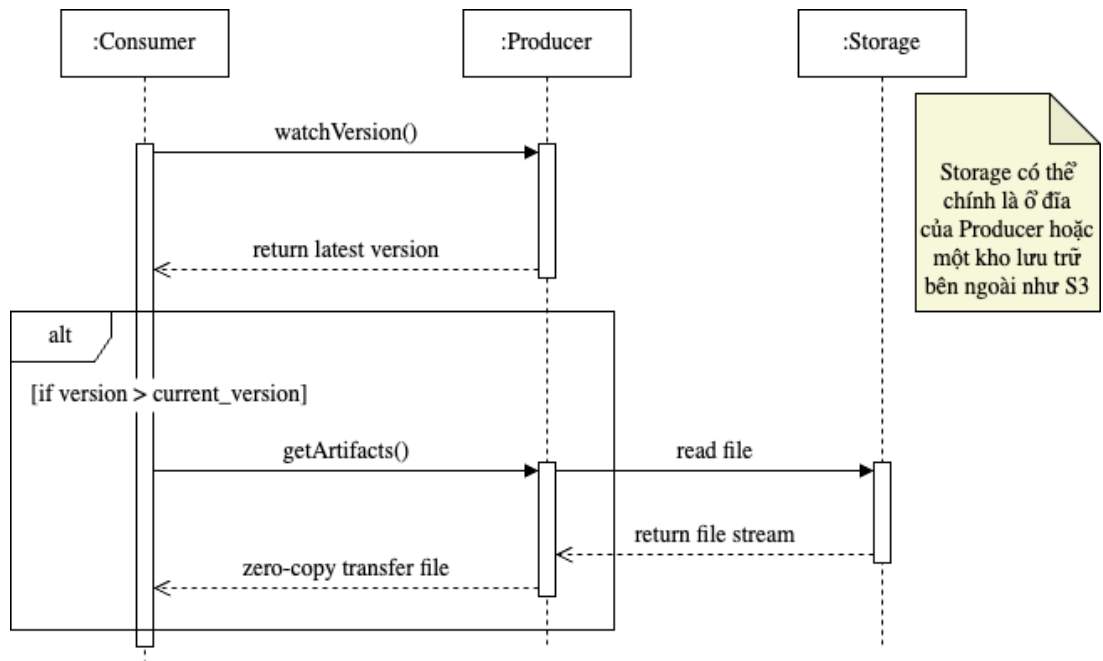 :Consumer
:Producer
:Storage
watchVersion()
Storage có thể
chính là ổ đĩa
của Producer hoặc
một kho lưu trữ
bên ngoài như S3
return latest version
alt
[if version > current_version]
getArtifacts()
read file
return file stream
zero-copy transfer file